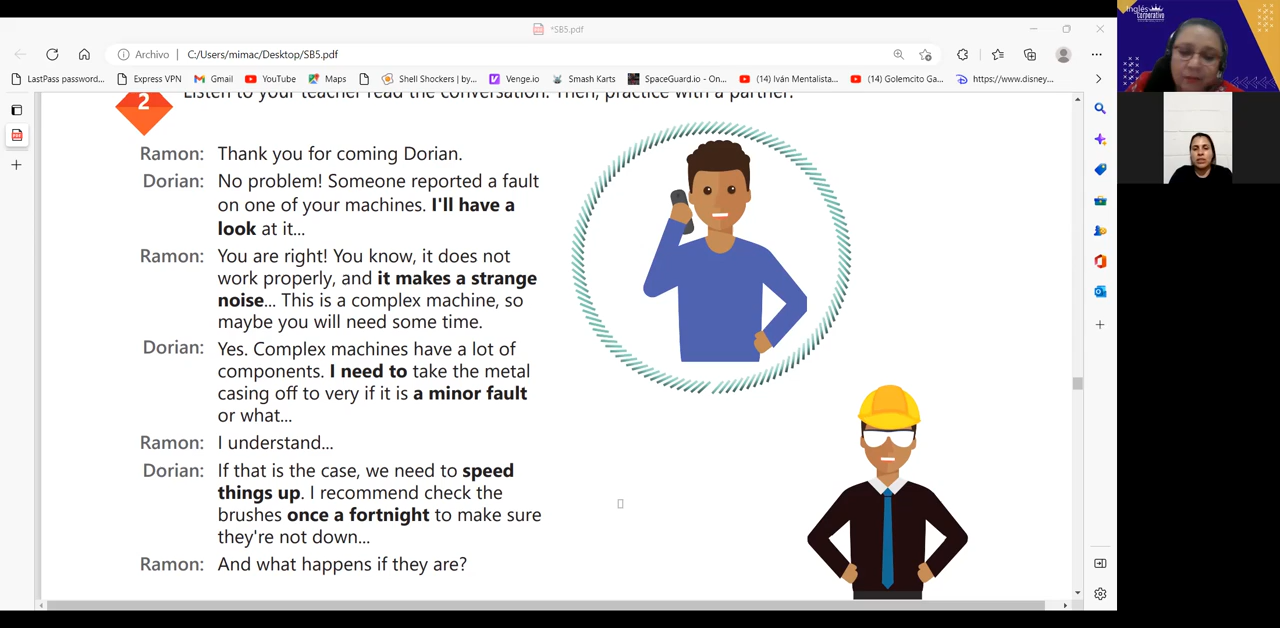 *SB5.pdf
Archivo | C:/Users/mimac/Desktop/SB5.pdf
LastPass password... Express VPN Gmail YouTube Maps Shell Shockers | by... Venge.io Smash Karts SpaceGuard.io - On... (14) Iván Mentalista... (14) Golemcito Ga... https://www.disney...
Inglés
Corporativo
2 Listen to your teacher read the conversation. Then, practice with a partner.
Ramon: Thank you for coming Dorian.
Dorian: No problem! Someone reported a fault
on one of your machines. I'll have a
look at it...
Ramon: You are right! You know, it does not
work properly, and it makes a strange
noise... This is a complex machine, so
maybe you will need some time.
Dorian: Yes. Complex machines have a lot of
components. I need to take the metal
casing off to very if it is a minor fault
or what...
Ramon: I understand...
Dorian: If that is the case, we need to speed
things up. I recommend check the
brushes once a fortnight to make sure
they're not down...
Ramon: And what happens if they are?